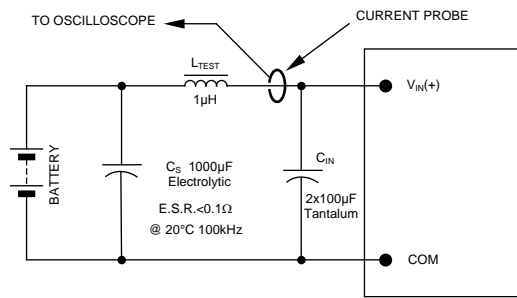 TO OSCILLOSCOPE
CURRENT PROBE
LTEST
1µH
VIN(+)
BATTERY
CS 1000µF
Electrolytic
E.S.R.<0.1Ω
@ 20°C 100kHz
CIN
2x100µF
Tantalum
COM